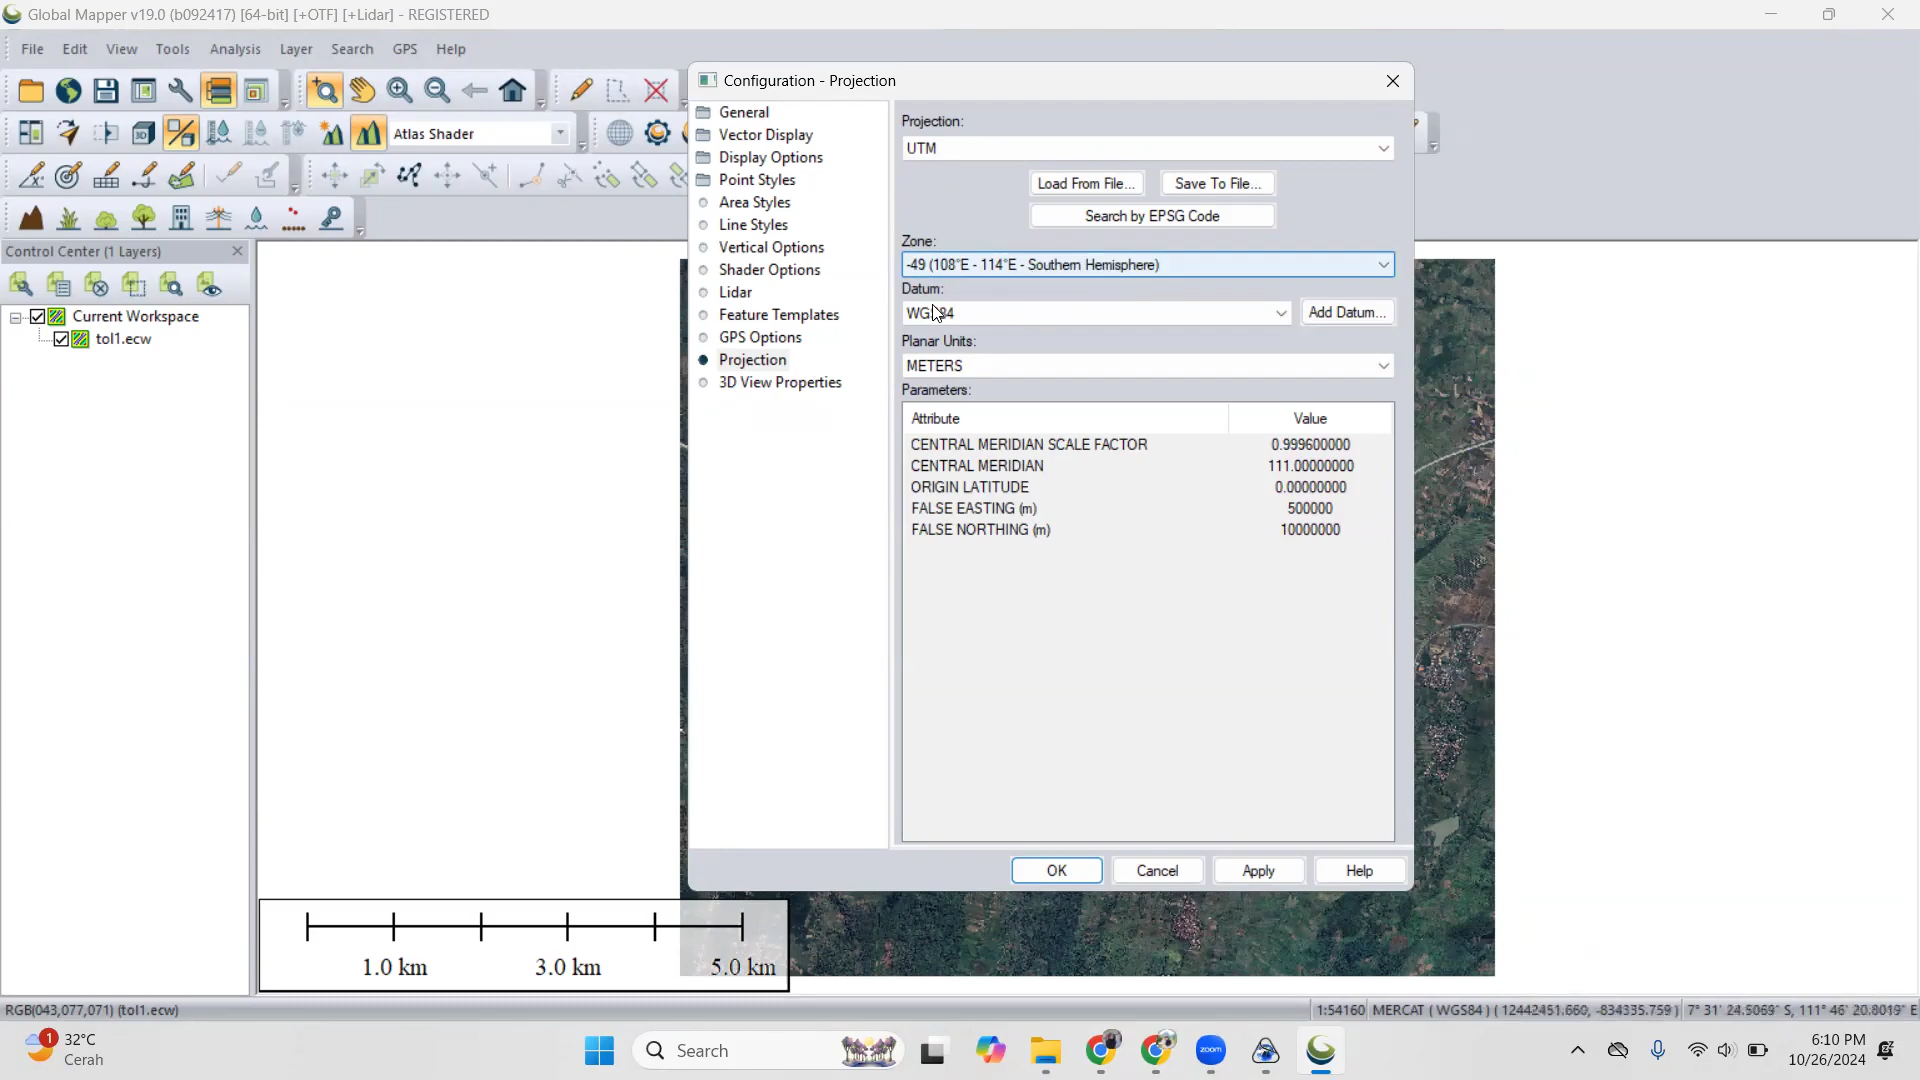 Global Mapper v19.0 (b092417) [64-bit] [+OTF] [+Lidar] - REGISTERED
File Edit View Tools Analysis Layer Search GPS Help
Atlas Shader
Control Center (1 Layers)
Current Workspace
tol1.ecw
Configuration - Projection
General
Vector Display
Display Options
Point Styles
Area Styles
Line Styles
Vertical Options
Shader Options
Lidar
Feature Templates
GPS Options
Projection
3D View Properties
Projection:
UTM
Load From File... Save To File...
Search by EPSG Code
Zone:
-49 (108°E - 114°E - Southern Hemisphere)
Datum:
WGS84 Add Datum...
Planar Units:
METERS
Parameters:
Attribute Value
CENTRAL MERIDIAN SCALE FACTOR 0.999600000
CENTRAL MERIDIAN 111.00000000
ORIGIN LATITUDE 0.00000000
FALSE EASTING (m) 500000
FALSE NORTHING (m) 10000000
OK Cancel Apply Help
1.0 km 3.0 km 5.0 km
RGB(043,077,071) (tol1.ecw) 1:54160 MERCAT ( WGS84 ) ( 12442451.660, -834335.759 ) 7° 31' 24.5069" S, 111° 46' 20.8019" E
1 32°C
Cerah
Search
zoom
6:10 PM
10/26/2024